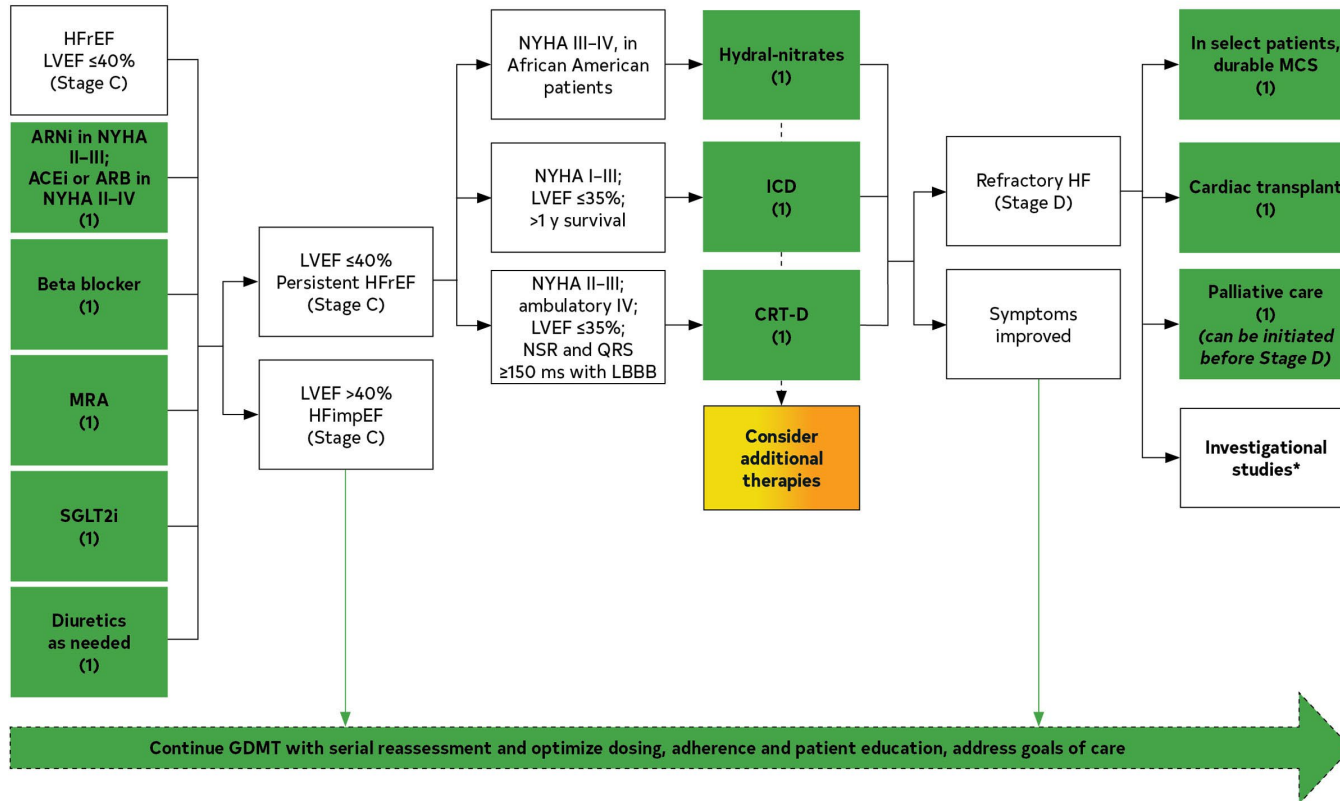 HFrEF
LVEF ≤40%
(Stage C)
ARNi in NYHA
II–III;
ACEi or ARB in
NYHA II–IV
(1)
Beta blocker
(1)
MRA
(1)
SGLT2i
(1)
Diuretics
as needed
(1)
LVEF ≤40%
Persistent HFrEF
(Stage C)
LVEF >40%
HFimpEF
(Stage C)
NYHA III–IV, in
African American
patients
NYHA I–III;
LVEF ≤35%;
>1 y survival
NYHA II–III;
ambulatory IV;
LVEF ≤35%;
NSR and QRS
≥150 ms with LBBB
Hydral-nitrates
(1)
ICD
(1)
CRT-D
(1)
Consider
additional
therapies
Refractory HF
(Stage D)
Symptoms
improved
In select patients,
durable MCS
(1)
Cardiac transplant
(1)
Palliative care
(1)
(can be initiated
before Stage D)
Investigational
studies*
Continue GDMT with serial reassessment and optimize dosing, adherence and patient education, address goals of care